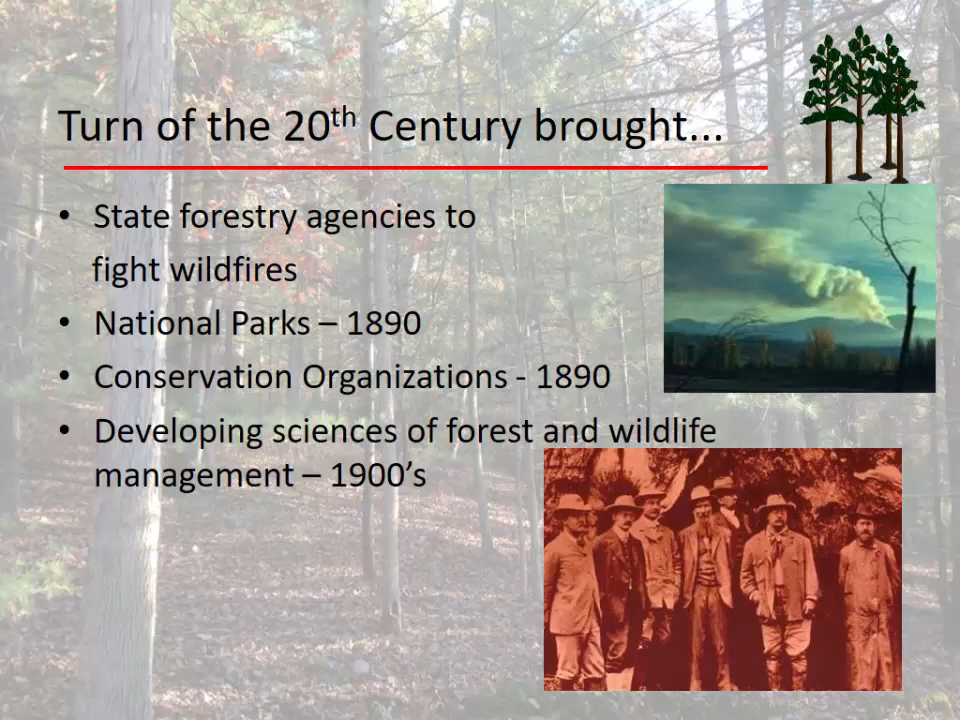 Turn of the 20th Century brought...
• State forestry agencies to
fight wildfires
• National Parks – 1890
• Conservation Organizations - 1890
• Developing sciences of forest and wildlife
management – 1900’s